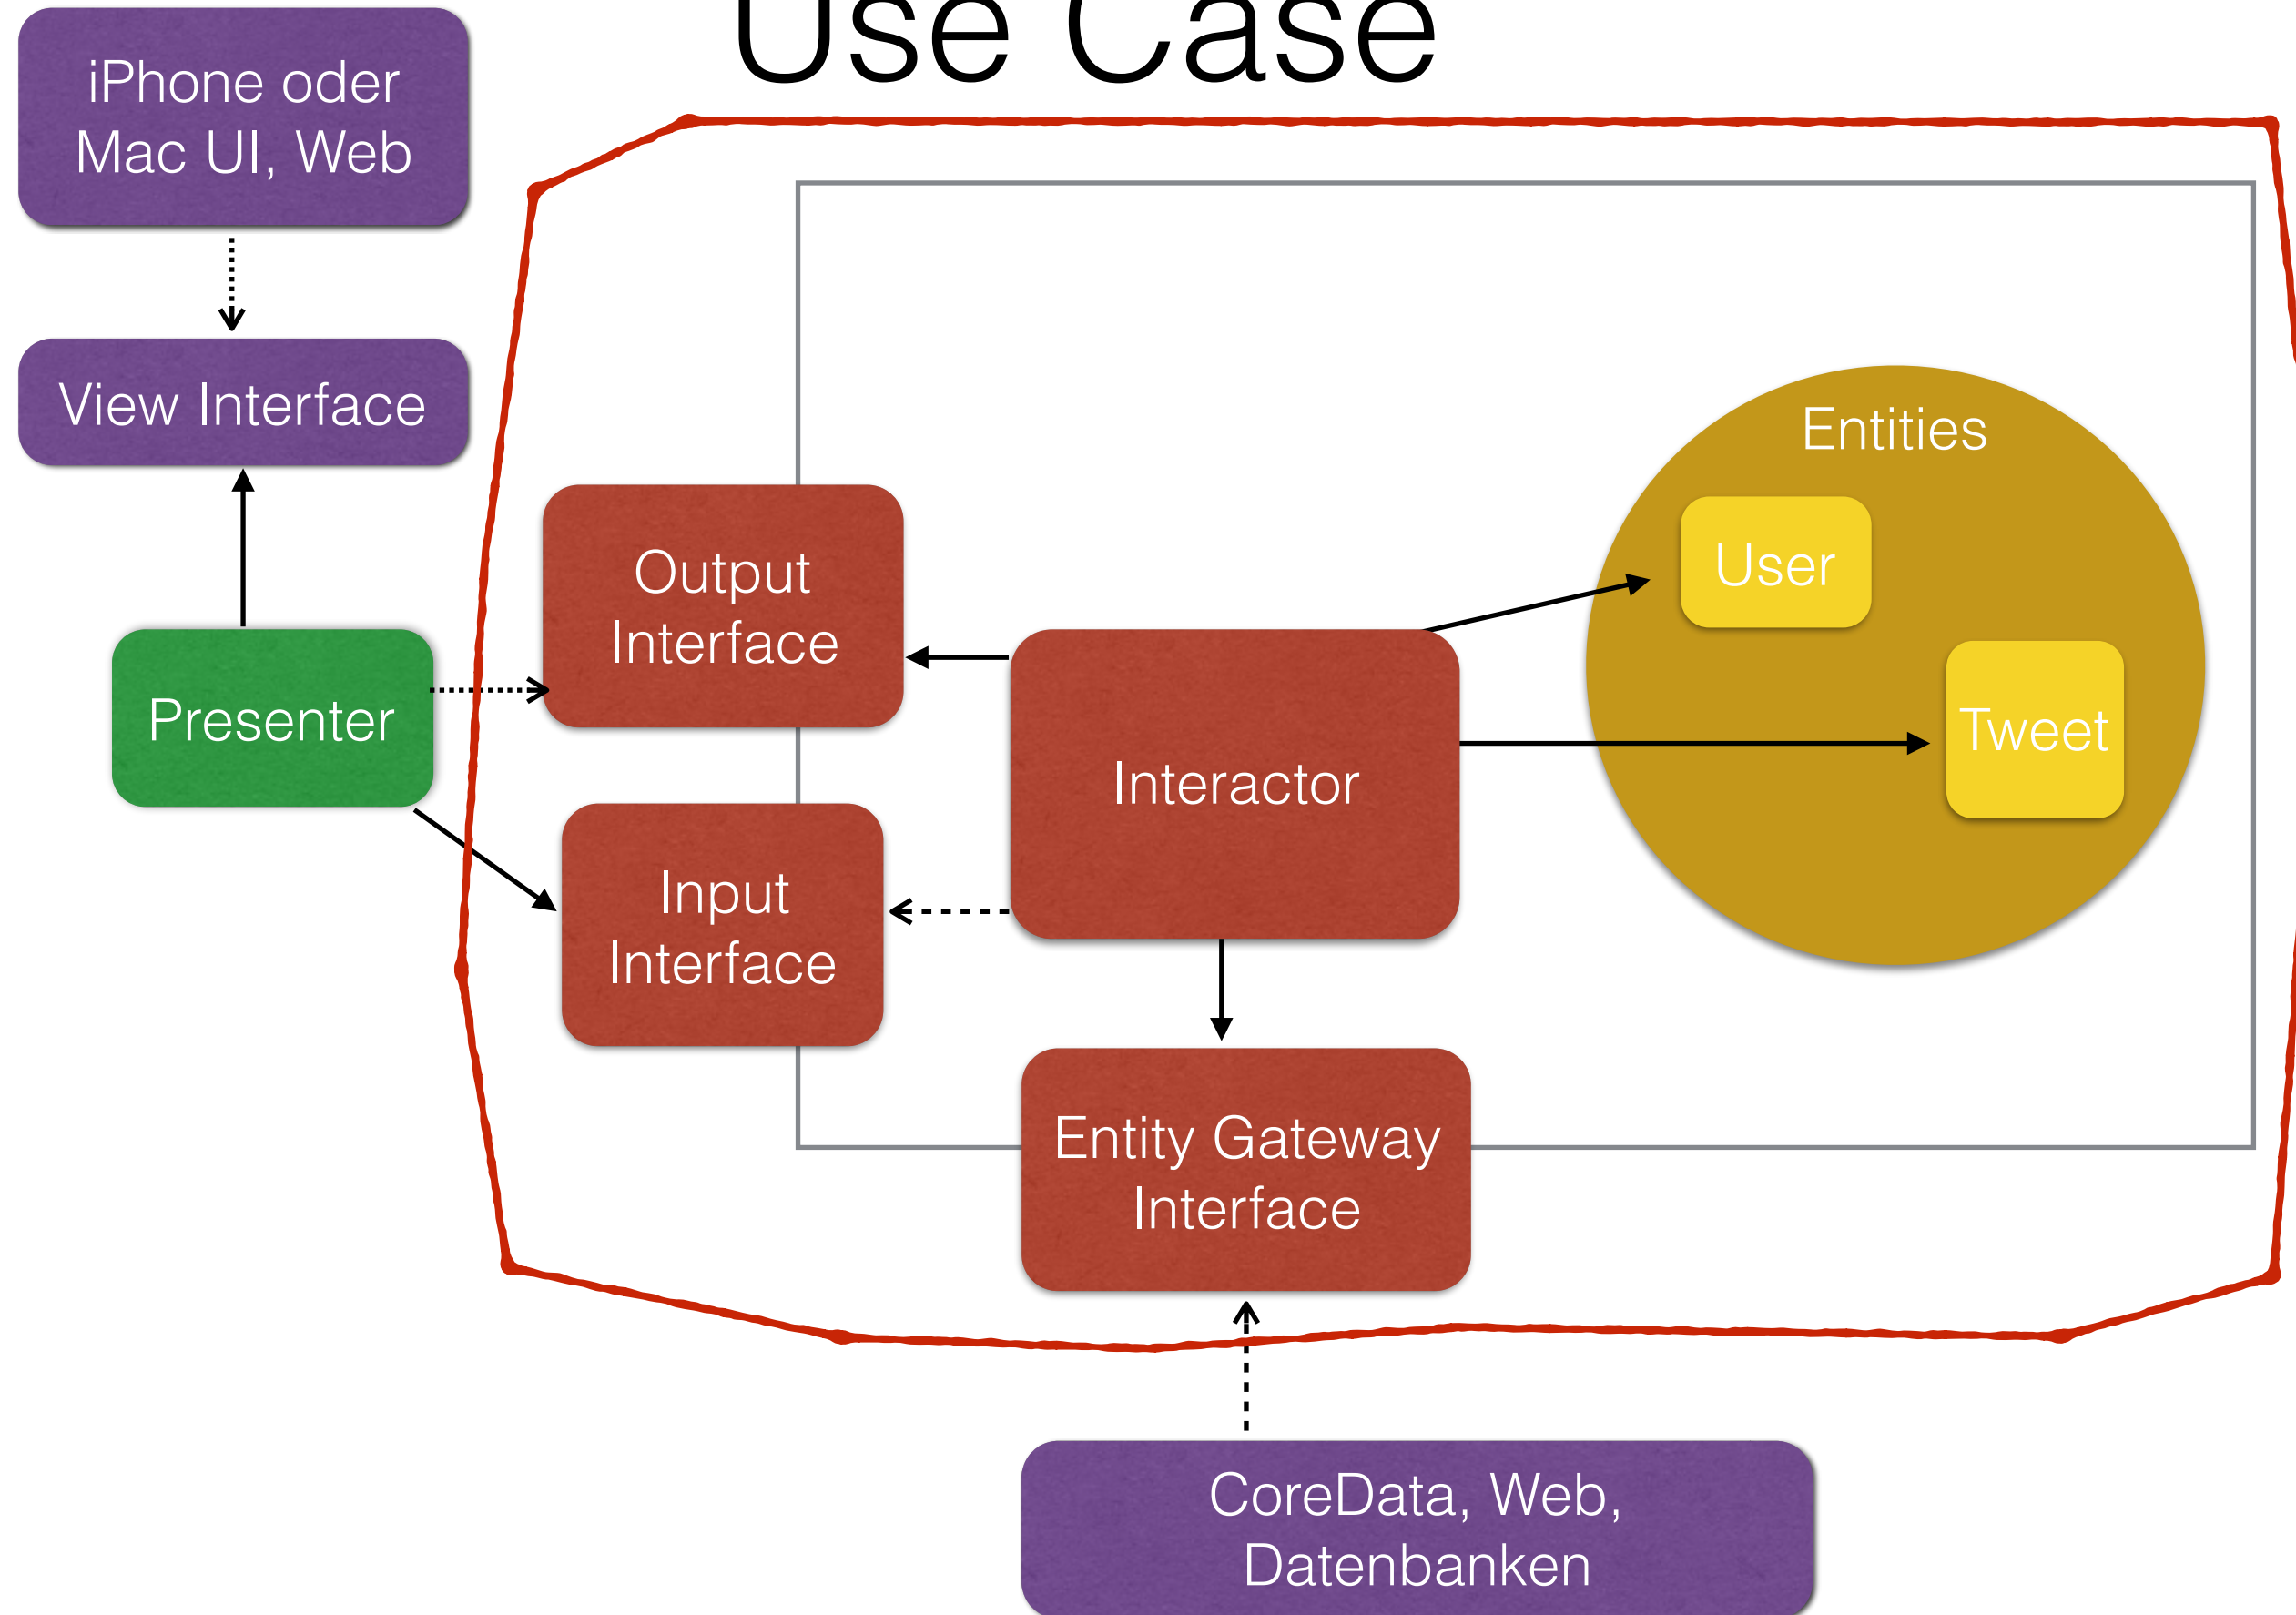 Use Case
iPhone oder
Mac UI, Web
View Interface
Presenter
Output
Interface
Input
Interface
Interactor
Entities
User
Tweet
Entity Gateway
Interface
CoreData, Web,
Datenbanken